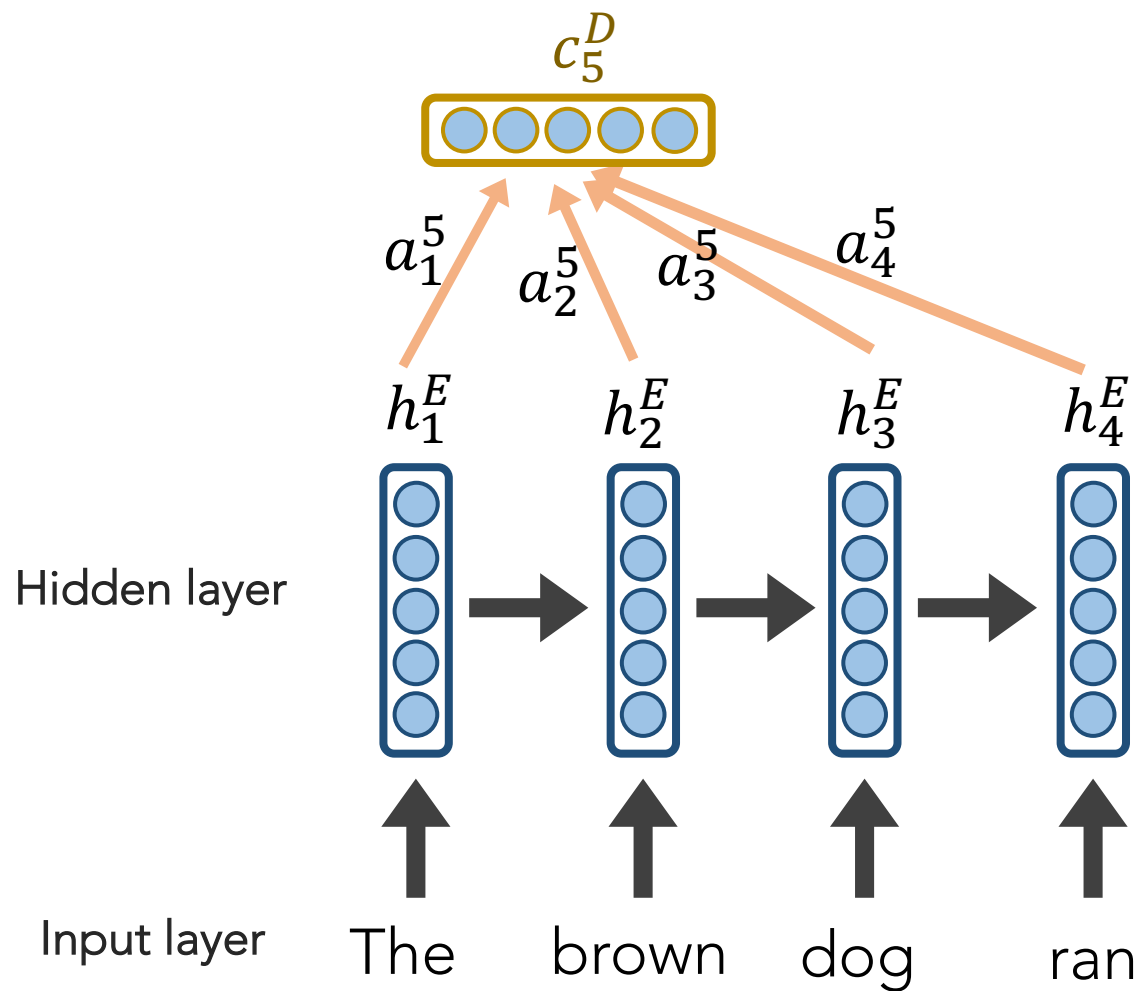 $c_5^D$
$a_1^5$ $a_2^5$ $a_3^5$ $a_4^5$
$h_1^E$ $h_2^E$ $h_3^E$ $h_4^E$
Hidden layer
Input layer The brown dog ran